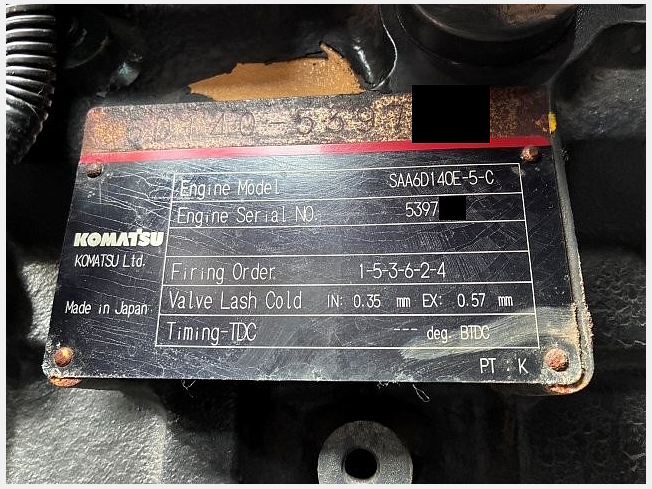 6D140-5397
Engine Model SAA6D140E-5-C
Engine Serial NO. 5397
KOMATSU
KOMATSU Ltd.
Firing Order 1-5-3-6-2-4
Made in Japan
Valve Lash Cold IN: 0.35 mm EX: 0.57 mm
Timing-TDC --- deg. BTDC
PT : K